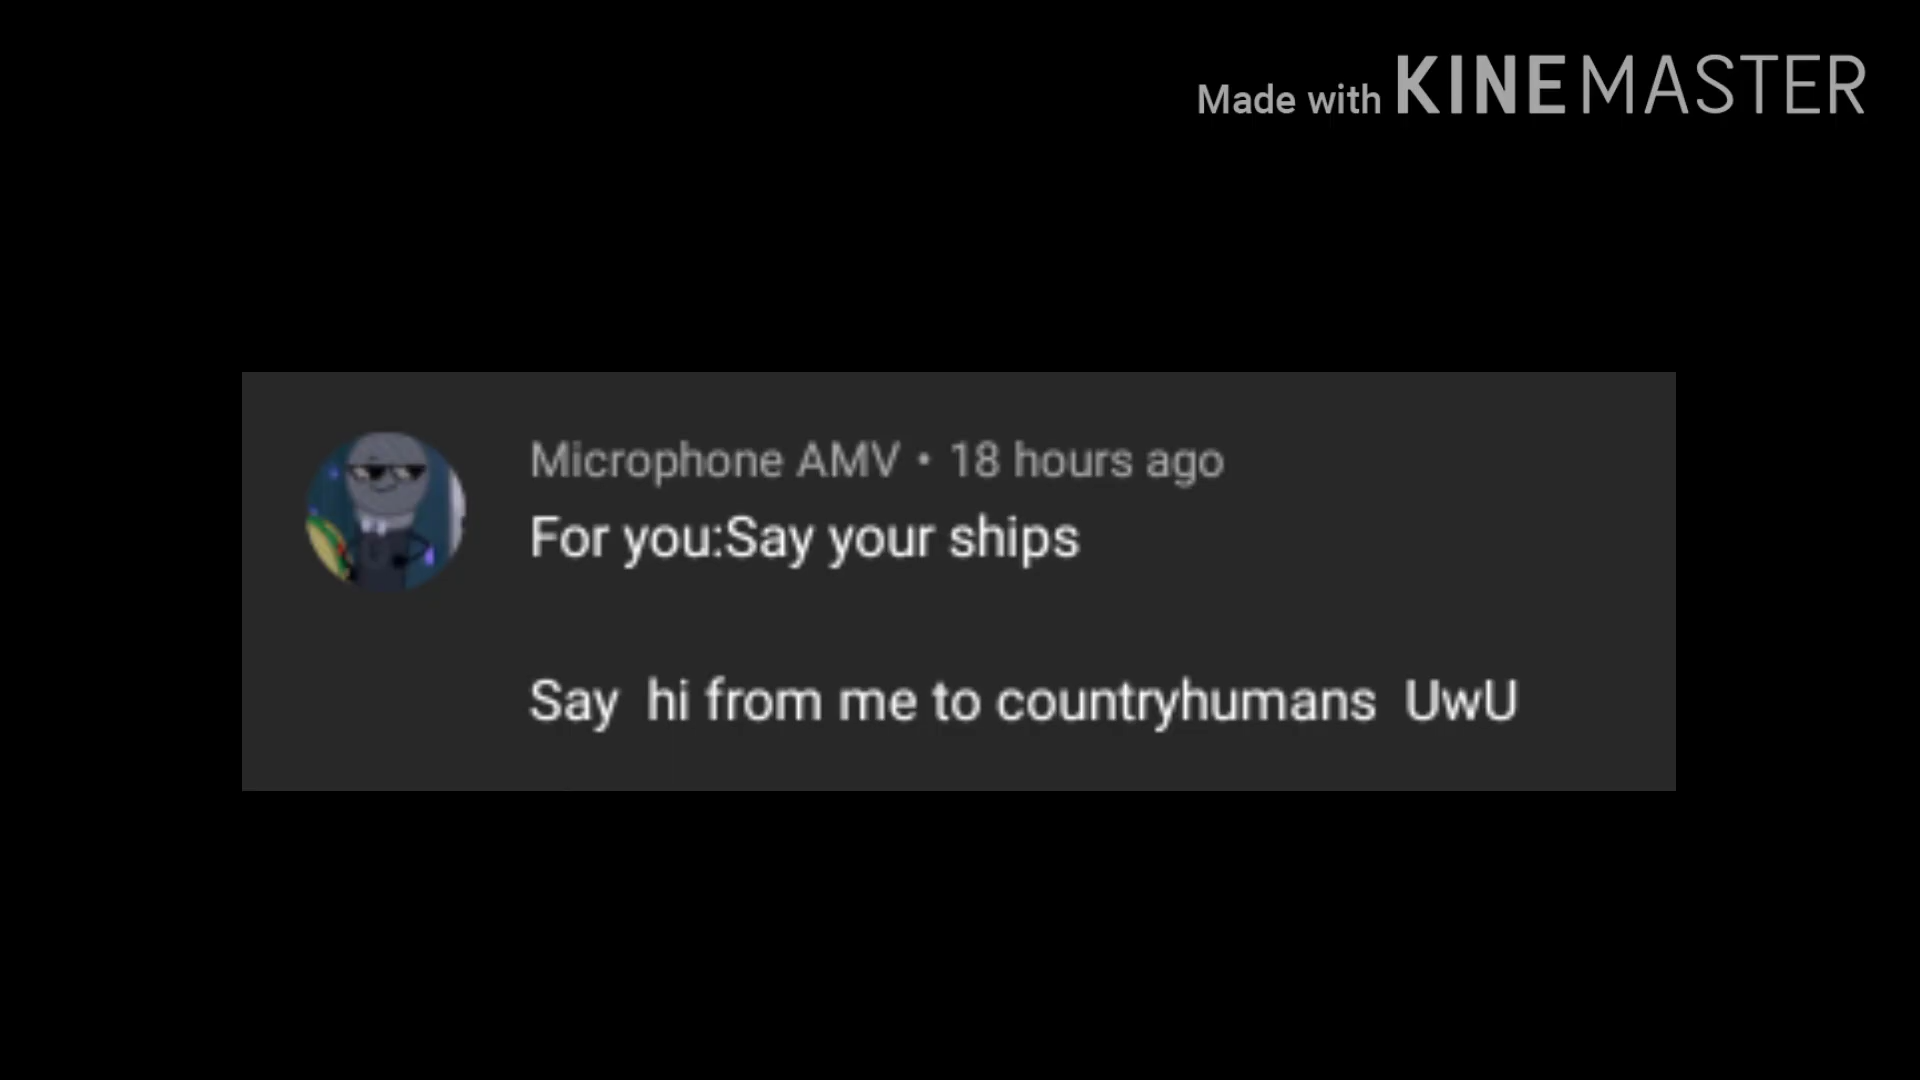 Made with KINEMASTER
Microphone AMV • 18 hours ago
For you:Say your ships
Say  hi from me to countryhumans  UwU